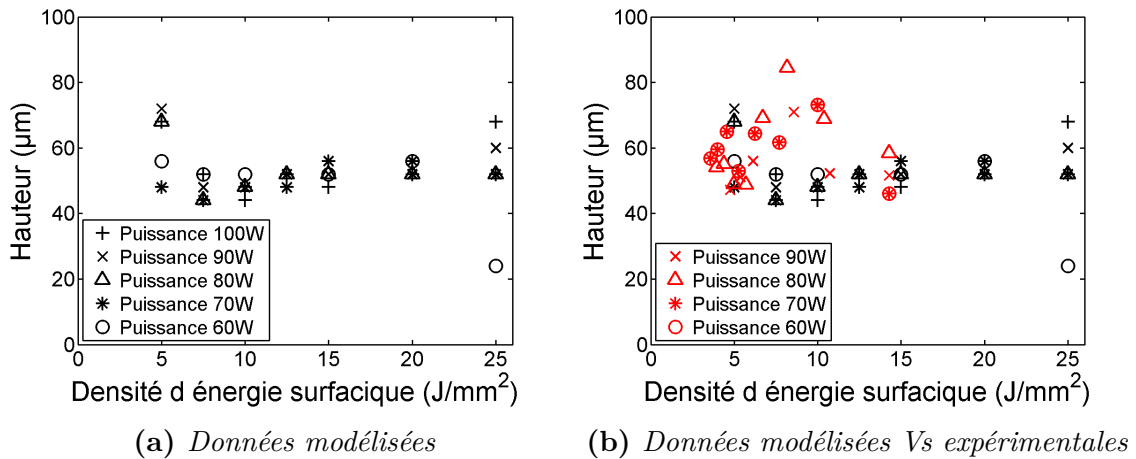 100
80
60
40
20
0
0 5 10 15 20 25
Hauteur (µm)
Densité d énergie surfacique (J/mm²)
Puissance 100W
Puissance 90W
Puissance 80W
Puissance 70W
Puissance 60W
(a) Données modélisées
100
80
60
40
20
0
0 5 10 15 20 25
Hauteur (µm)
Densité d énergie surfacique (J/mm²)
Puissance 90W
Puissance 80W
Puissance 70W
Puissance 60W
(b) Données modélisées Vs expérimentales